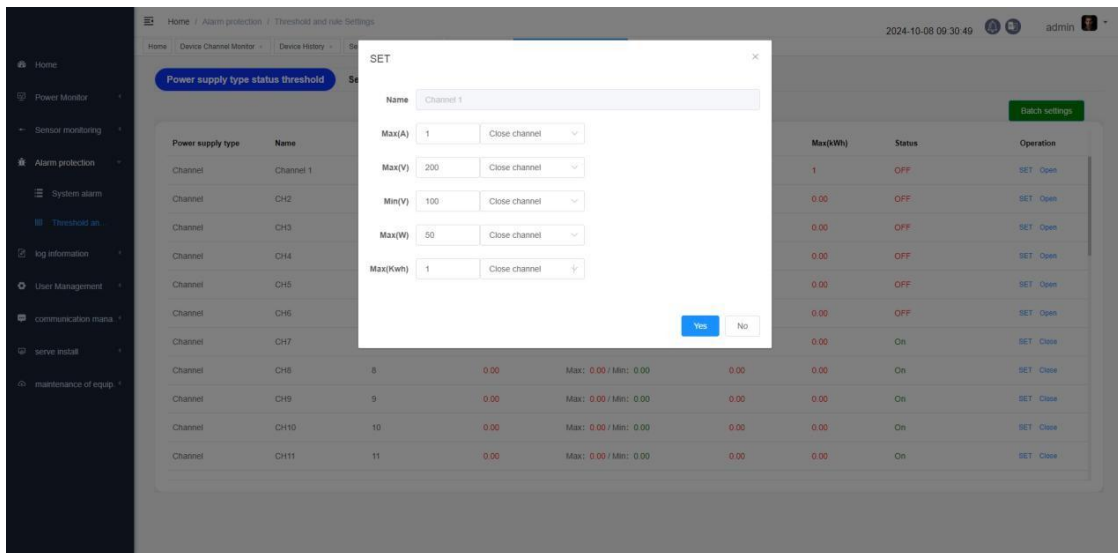 Home / Alarm protection / Threshold and rule Settings
2024-10-08 09:30:49
admin
Home Device Channel Monitor Device History Se
Home
Power Monitor
Sensor monitoring
Alarm protection
System alarm
Threshold an...
log information
User Management
communication mana..
serve install
maintenance of equip.
Power supply type status threshold Se
Batch settings
SET
Name Channel 1
Max(A) 1 Close channel
Max(V) 200 Close channel
Min(V) 100 Close channel
Max(W) 50 Close channel
Max(Kwh) 1 Close channel
Yes No
Power supply type Name Max(kWh) Status Operation
Channel Channel 1 1 OFF SET Open
Channel CH2 0.00 OFF SET Open
Channel CH3 0.00 OFF SET Open
Channel CH4 0.00 OFF SET Open
Channel CH5 0.00 OFF SET Open
Channel CH6 0.00 OFF SET Open
Channel CH7 0.00 On SET Close
Channel CH8 8 0.00 Max: 0.00 / Min: 0.00 0.00 0.00 On SET Close
Channel CH9 9 0.00 Max: 0.00 / Min: 0.00 0.00 0.00 On SET Close
Channel CH10 10 0.00 Max: 0.00 / Min: 0.00 0.00 0.00 On SET Close
Channel CH11 11 0.00 Max: 0.00 / Min: 0.00 0.00 0.00 On SET Close